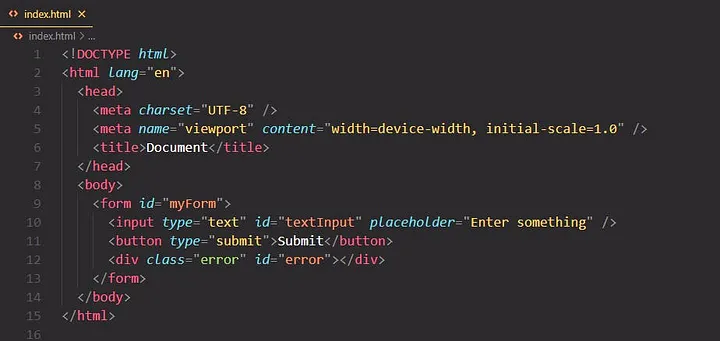 index.html ×
index.html > ...
1 <!DOCTYPE html>
2 <html lang="en">
3 <head>
4 <meta charset="UTF-8" />
5 <meta name="viewport" content="width=device-width, initial-scale=1.0" />
6 <title>Document</title>
7 </head>
8 <body>
9 <form id="myForm">
10 <input type="text" id="textInput" placeholder="Enter something" />
11 <button type="submit">Submit</button>
12 <div class="error" id="error"></div>
13 </form>
14 </body>
15 </html>
16